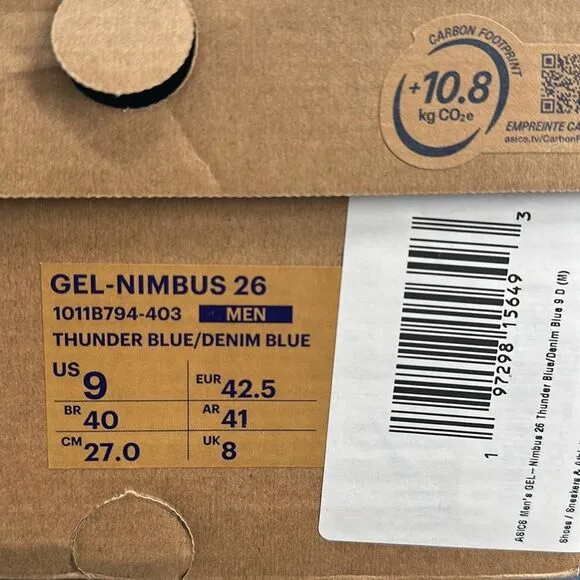 CARBON FOOTPRINT
+10.8
kg CO₂e
EMPREINTE CA
asics.tv/CarbonF
GEL-NIMBUS 26
1011B794-403 MEN
THUNDER BLUE/DENIM BLUE
US 9 EUR 42.5
BR 40 AR 41
CM 27.0 UK 8
1 97298 15649 3
ASICS Men's GEL-Nimbus 26 Thunder Blue/Denim Blue 9 D (M)
Shoes / Sneakers &